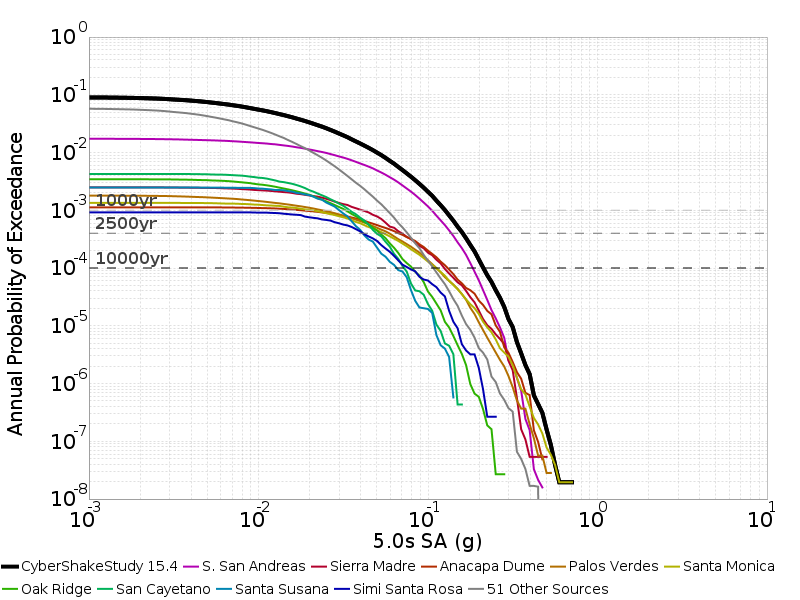 10^0
10^-1
10^-2
10^-3
10^-4
10^-5
10^-6
10^-7
10^-8
Annual Probability of Exceedance
1000yr
2500yr
10000yr
10^-3 10^-2 10^-1 10^0 10^1
5.0s SA (g)
CyberShakeStudy 15.4 S. San Andreas Sierra Madre Anacapa Dume Palos Verdes Santa Monica
Oak Ridge San Cayetano Santa Susana Simi Santa Rosa 51 Other Sources